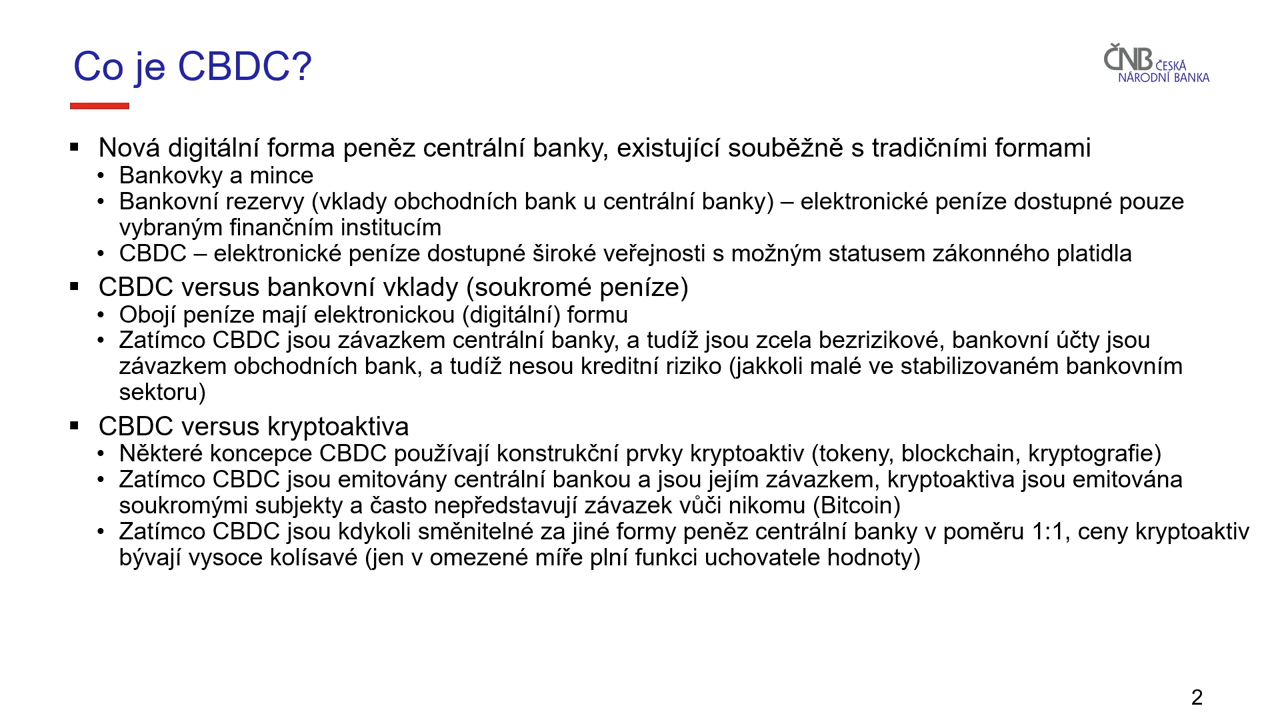 Co je CBDC?
ČNB ČESKÁ
NÁRODNÍ BANKA
▪ Nová digitální forma peněz centrální banky, existující souběžně s tradičními formami
• Bankovky a mince
• Bankovní rezervy (vklady obchodních bank u centrální banky) – elektronické peníze dostupné pouze
vybraným finančním institucím
• CBDC – elektronické peníze dostupné široké veřejnosti s možným statusem zákonného platidla
▪ CBDC versus bankovní vklady (soukromé peníze)
• Obojí peníze mají elektronickou (digitální) formu
• Zatímco CBDC jsou závazkem centrální banky, a tudíž jsou zcela bezrizikové, bankovní účty jsou
závazkem obchodních bank, a tudíž nesou kreditní riziko (jakkoli malé ve stabilizovaném bankovním
sektoru)
▪ CBDC versus kryptoaktiva
• Některé koncepce CBDC používají konstrukční prvky kryptoaktiv (tokeny, blockchain, kryptografie)
• Zatímco CBDC jsou emitovány centrální bankou a jsou jejím závazkem, kryptoaktiva jsou emitována
soukromými subjekty a často nepředstavují závazek vůči nikomu (Bitcoin)
• Zatímco CBDC jsou kdykoli směnitelné za jiné formy peněz centrální banky v poměru 1:1, ceny kryptoaktiv
bývají vysoce kolísavé (jen v omezené míře plní funkci uchovatele hodnoty)
2